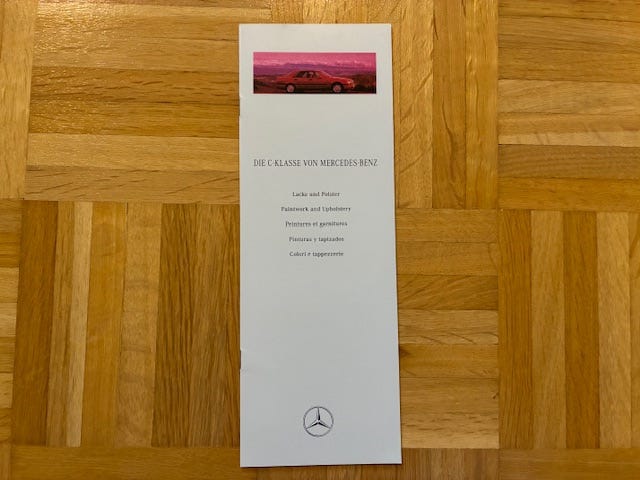 DIE C-KLASSE VON MERCEDES-BENZ
Lacke und Polster
Paintwork and Upholstery
Peintures et garnitures
Pinturas y tapizados
Colori e tappezzerie